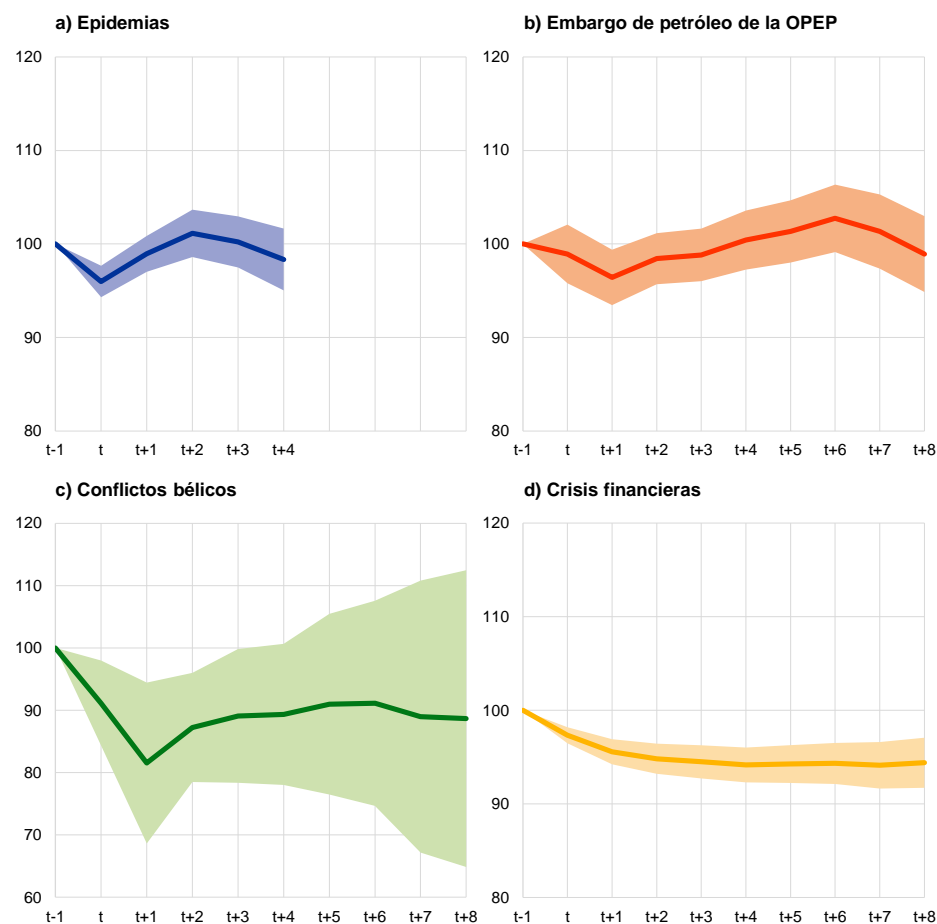 a) Epidemias
120
110
100
90
80
t-1 t t+1 t+2 t+3 t+4
b) Embargo de petróleo de la OPEP
120
110
100
90
80
t-1 t t+1 t+2 t+3 t+4 t+5 t+6 t+7 t+8
c) Conflictos bélicos
120
110
100
90
80
70
60
t-1 t t+1 t+2 t+3 t+4 t+5 t+6 t+7 t+8
d) Crisis financieras
120
110
100
90
80
t-1 t t+1 t+2 t+3 t+4 t+5 t+6 t+7 t+8